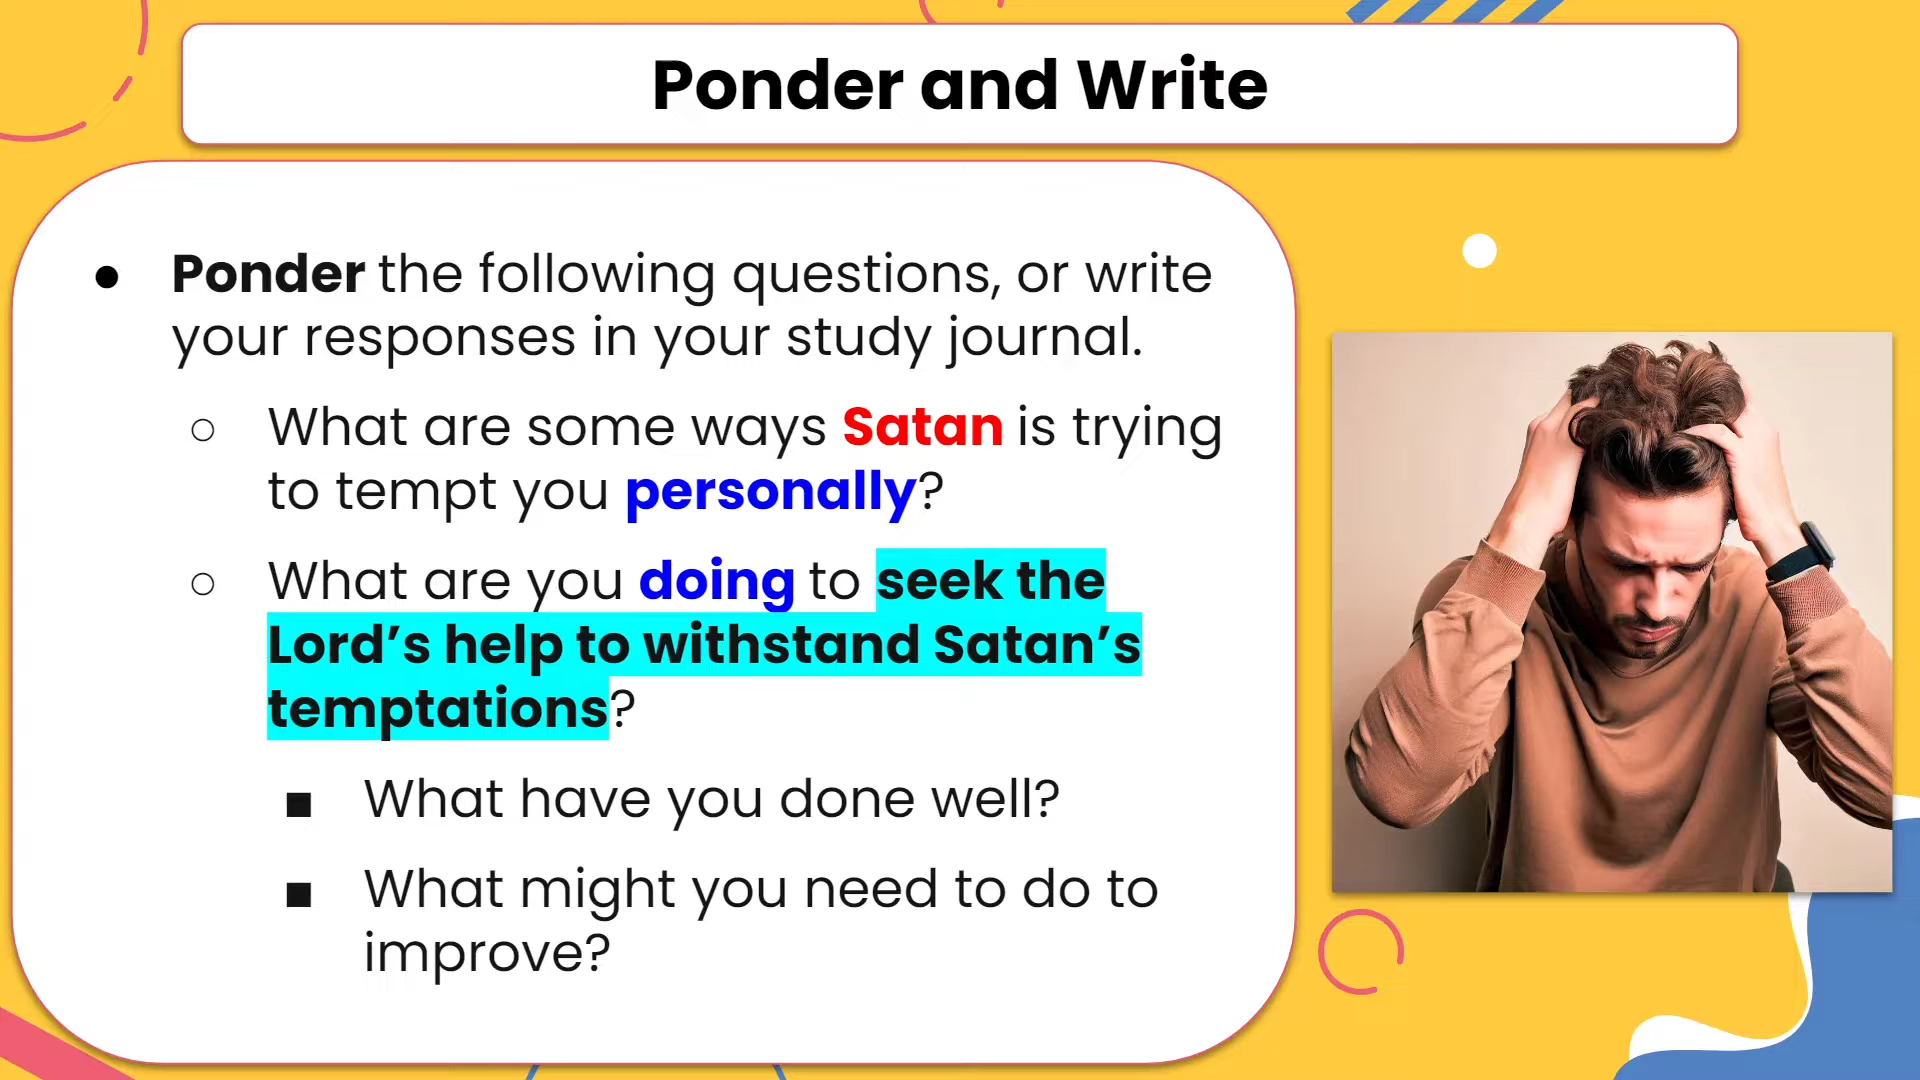 Ponder and Write
● Ponder the following questions, or write
your responses in your study journal.
○ What are some ways Satan is trying
to tempt you personally?
○ What are you doing to seek the
Lord’s help to withstand Satan’s
temptations?
■ What have you done well?
■ What might you need to do to
improve?